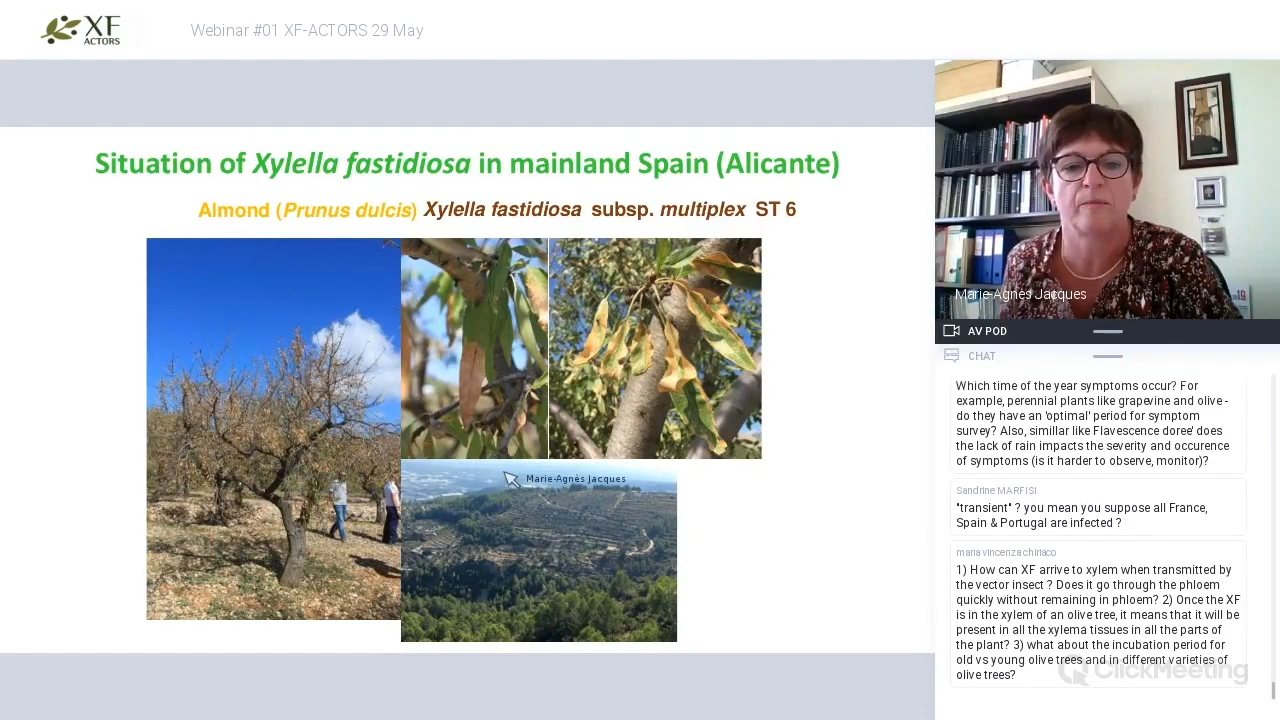 XF
ACTORS
Webinar #01 XF-ACTORS 29 May
Situation of Xylella fastidiosa in mainland Spain (Alicante)
Almond (Prunus dulcis) Xylella fastidiosa subsp. multiplex ST 6
Marie-Agnès Jacques
Marie-Agnès Jacques
19
AV POD
CHAT
Which time of the year symptoms occur? For
example, perennial plants like grapevine and olive -
do they have an 'optimal' period for symptom
survey? Also, simillar like Flavescence doreé does
the lack of rain impacts the severity and occurence
of symptoms (is it harder to observe, monitor)?
Sandrine MARFISI
"transient" ? you mean you suppose all France,
Spain & Portugal are infected ?
maria vincenza chiriaco
1) How can XF arrive to xylem when transmitted by
the vector insect ? Does it go through the phloem
quickly without remaining in phloem? 2) Once the XF
is in the xylem of an olive tree, it means that it will be
present in all the xylema tissues in all the parts of
the plant? 3) what about the incubation period for
old vs young olive trees and in different varieties of
olive trees?
ClickMeeting